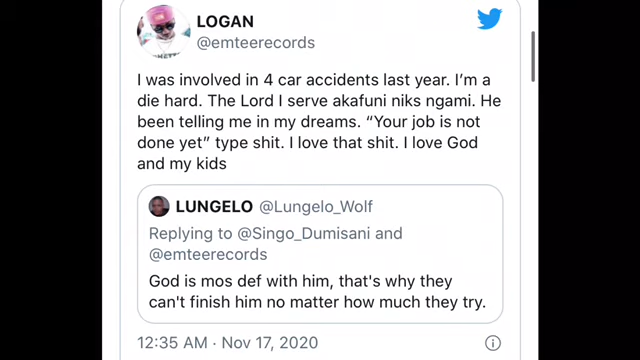 LOGAN
@emteerecords
I was involved in 4 car accidents last year. I’m a
die hard. The Lord I serve akafuni niks ngami. He
been telling me in my dreams. “Your job is not
done yet” type shit. I love that shit. I love God
and my kids
LUNGELO @Lungelo_Wolf
Replying to @Singo_Dumisani and
@emteerecords
God is mos def with him, that's why they
can't finish him no matter how much they try.
12:35 AM · Nov 17, 2020